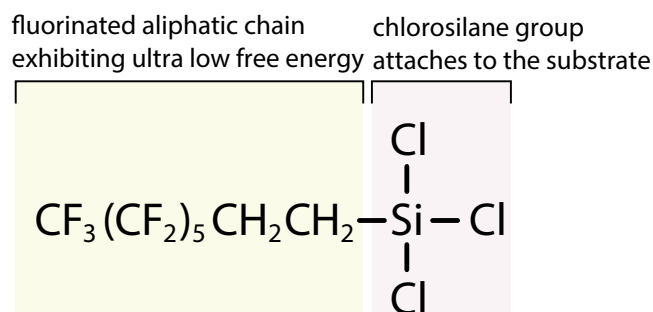 fluorinated aliphatic chain
exhibiting ultra low free energy
chlorosilane group
attaches to the substrate
Cl
CF₃(CF₂)₅CH₂CH₂—Si—Cl
Cl